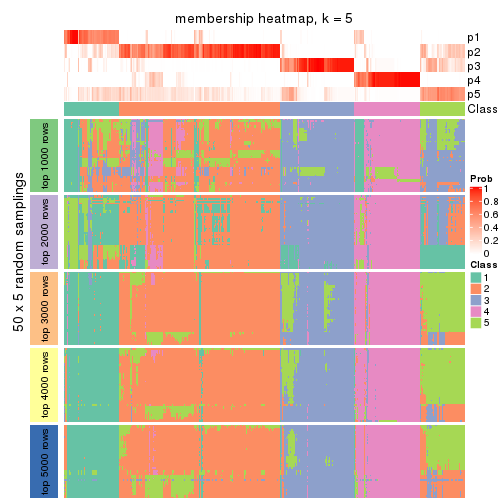 membership heatmap, k = 5
p1
p2
p3
p4
p5
Class
50 x 5 random samplings
top 1000 rows
top 2000 rows
top 3000 rows
top 4000 rows
top 5000 rows
Prob
1
0.8
0.6
0.4
0.2
0
Class
1
2
3
4
5